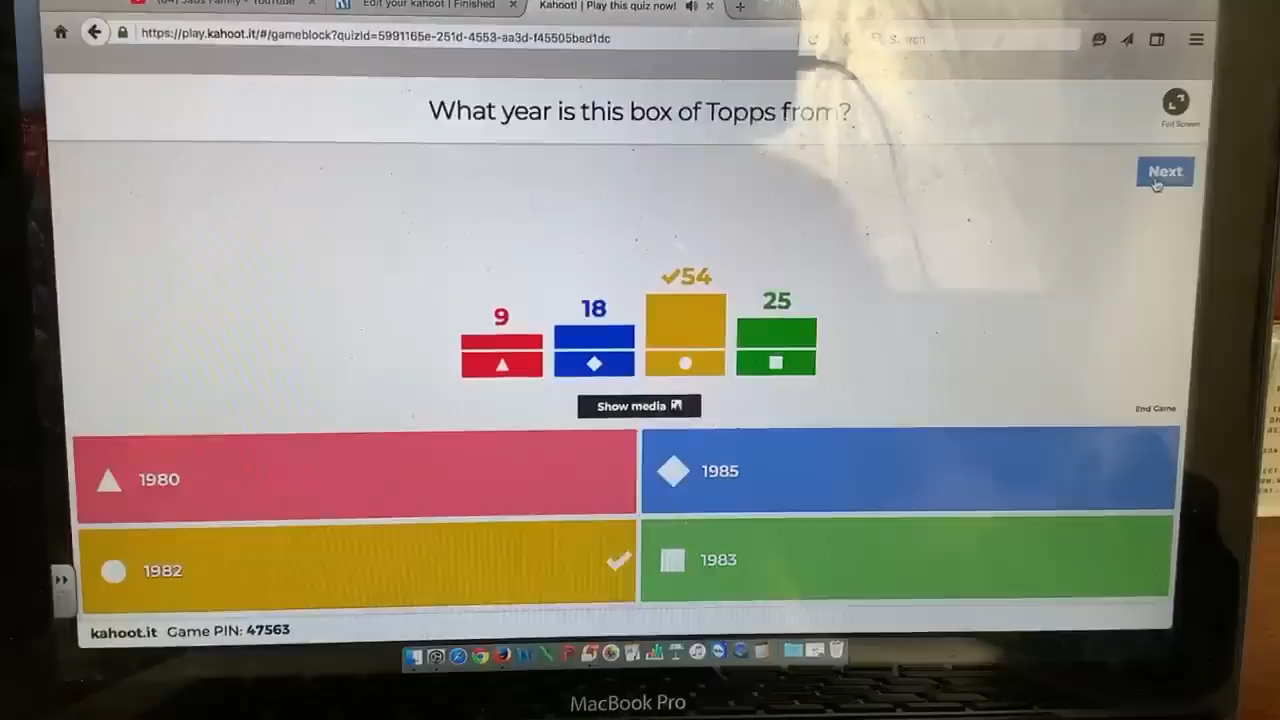 Family - YouTube
Edit your kahoot | Finished
Kahoot! | Play this quiz now!
https://play.kahoot.it/#/gameblock?quizId=5991165e-251d-4553-aa3d-f45505bed1dc
What year is this box of Topps from?
Full Screen
Next
9
18
54
25
Show media
End Game
1980
1985
1982
1983
kahoot.it Game PIN: 47563
MacBook Pro